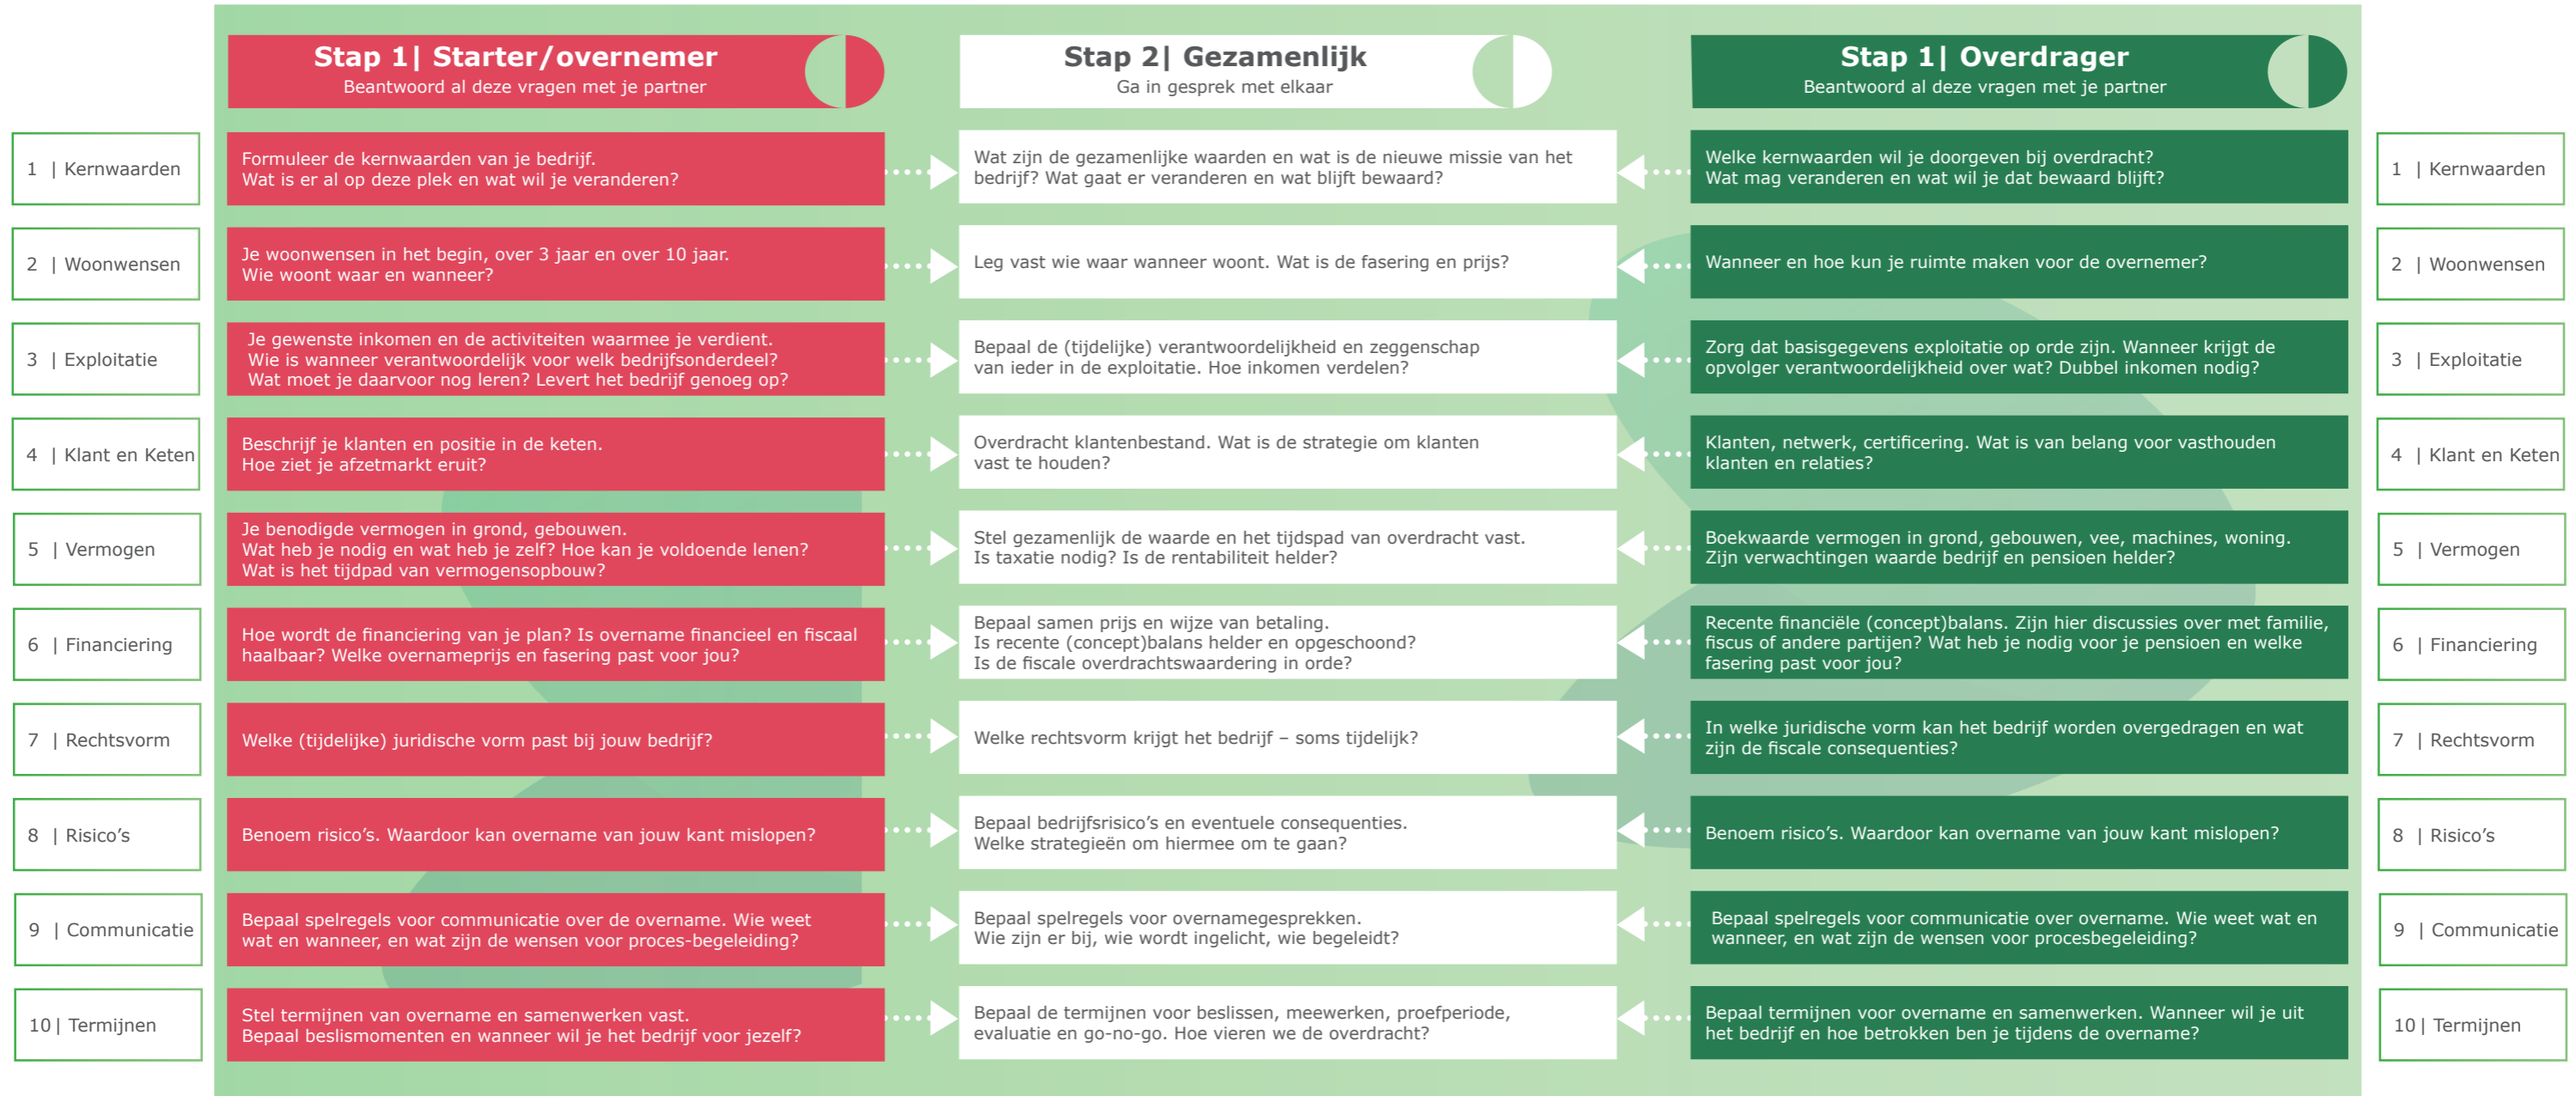 Stap 1| Starter/overnemer
Beantwoord al deze vragen met je partner
Stap 2| Gezamenlijk
Ga in gesprek met elkaar
Stap 1| Overdrager
Beantwoord al deze vragen met je partner
1 | Kernwaarden
Formuleer de kernwaarden van je bedrijf.
Wat is er al op deze plek en wat wil je veranderen?
Wat zijn de gezamenlijke waarden en wat is de nieuwe missie van het
bedrijf? Wat gaat er veranderen en wat blijft bewaard?
Welke kernwaarden wil je doorgeven bij overdracht?
Wat mag veranderen en wat wil je dat bewaard blijft?
1 | Kernwaarden
2 | Woonwensen
Je woonwensen in het begin, over 3 jaar en over 10 jaar.
Wie woont waar en wanneer?
Leg vast wie waar wanneer woont. Wat is de fasering en prijs?
Wanneer en hoe kun je ruimte maken voor de overnemer?
2 | Woonwensen
3 | Exploitatie
Je gewenste inkomen en de activiteiten waarmee je verdient.
Wie is wanneer verantwoordelijk voor welk bedrijfsonderdeel?
Wat moet je daarvoor nog leren? Levert het bedrijf genoeg op?
Bepaal de (tijdelijke) verantwoordelijkheid en zeggenschap
van ieder in de exploitatie. Hoe inkomen verdelen?
Zorg dat basisgegevens exploitatie op orde zijn. Wanneer krijgt de
opvolger verantwoordelijkheid over wat? Dubbel inkomen nodig?
3 | Exploitatie
4 | Klant en Keten
Beschrijf je klanten en positie in de keten.
Hoe ziet je afzetmarkt eruit?
Overdracht klantenbestand. Wat is de strategie om klanten
vast te houden?
Klanten, netwerk, certificering. Wat is van belang voor vasthouden
klanten en relaties?
4 | Klant en Keten
5 | Vermogen
Je benodigde vermogen in grond, gebouwen.
Wat heb je nodig en wat heb je zelf? Hoe kan je voldoende lenen?
Wat is het tijdpad van vermogensopbouw?
Stel gezamenlijk de waarde en het tijdspad van overdracht vast.
Is taxatie nodig? Is de rentabiliteit helder?
Boekwaarde vermogen in grond, gebouwen, vee, machines, woning.
Zijn verwachtingen waarde bedrijf en pensioen helder?
5 | Vermogen
6 | Financiering
Hoe wordt de financiering van je plan? Is overname financieel en fiscaal
haalbaar? Welke overnameprijs en fasering past voor jou?
Bepaal samen prijs en wijze van betaling.
Is recente (concept)balans helder en opgeschoond?
Is de fiscale overdrachtswaardering in orde?
Recente financiële (concept)balans. Zijn hier discussies over met familie,
fiscus of andere partijen? Wat heb je nodig voor je pensioen en welke
fasering past voor jou?
6 | Financiering
7 | Rechtsvorm
Welke (tijdelijke) juridische vorm past bij jouw bedrijf?
Welke rechtsvorm krijgt het bedrijf – soms tijdelijk?
In welke juridische vorm kan het bedrijf worden overgedragen en wat
zijn de fiscale consequenties?
7 | Rechtsvorm
8 | Risico’s
Benoem risico’s. Waardoor kan overname van jouw kant mislopen?
Bepaal bedrijfsrisico’s en eventuele consequenties.
Welke strategieën om hiermee om te gaan?
Benoem risico’s. Waardoor kan overname van jouw kant mislopen?
8 | Risico’s
9 | Communicatie
Bepaal spelregels voor communicatie over de overname. Wie weet
wat en wanneer, en wat zijn de wensen voor proces-begeleiding?
Bepaal spelregels voor overnamegesprekken.
Wie zijn er bij, wie wordt ingelicht, wie begeleidt?
Bepaal spelregels voor communicatie over overname. Wie weet wat en
wanneer, en wat zijn de wensen voor procesbegeleiding?
9 | Communicatie
10 | Termijnen
Stel termijnen van overname en samenwerken vast.
Bepaal beslismomenten en wanneer wil je het bedrijf voor jezelf?
Bepaal de termijnen voor beslissen, meewerken, proefperiode,
evaluatie en go-no-go. Hoe vieren we de overdracht?
Bepaal termijnen voor overname en samenwerken. Wanneer wil je uit
het bedrijf en hoe betrokken ben je tijdens de overname?
10 | Termijnen